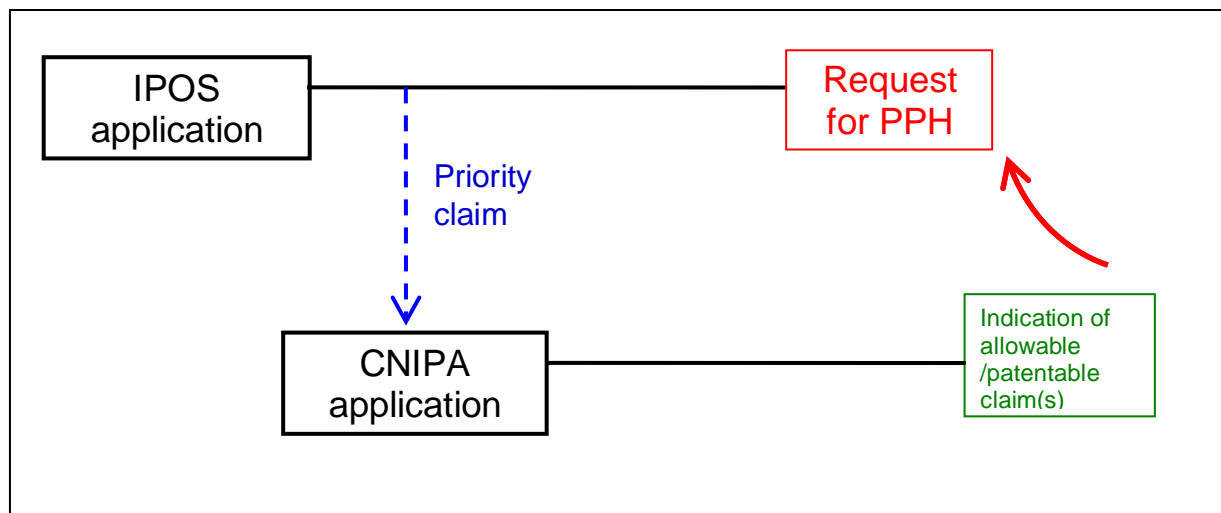 IPOS
application
Request
for PPH
Priority
claim
CNIPA
application
Indication of
allowable
/patentable
claim(s)